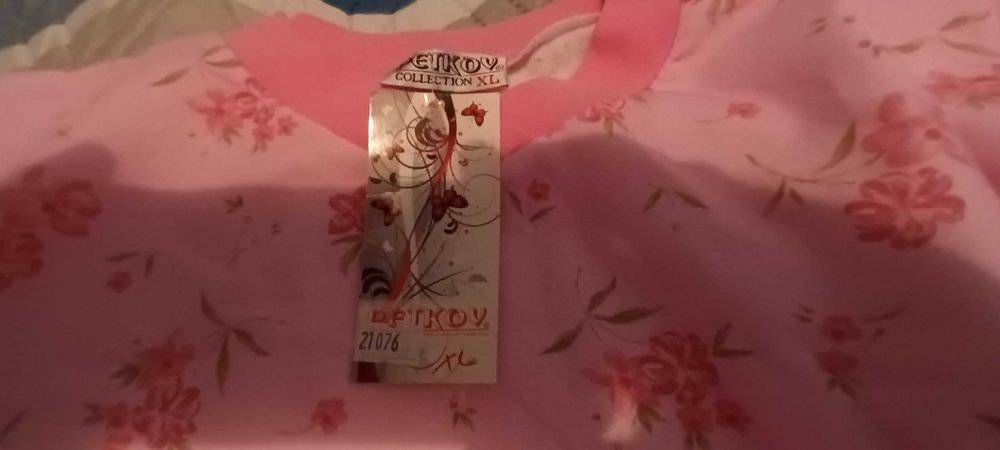 PETKOV®
COLLECTION XL
PETKOV®
21076
XL